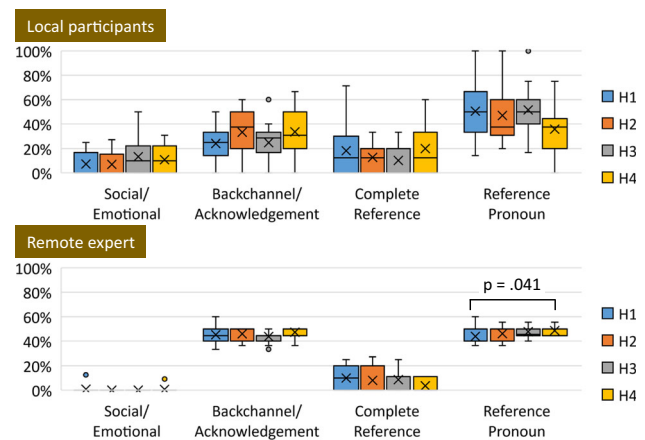 Local participants
100%
80%
60%
40%
20%
0%
Social/
Emotional
Backchannel/
Acknowledgement
Complete
Reference
Reference
Pronoun
H1
H2
H3
H4
Remote expert
100%
80%
60%
40%
20%
0%
p = .041
Social/
Emotional
Backchannel/
Acknowledgement
Complete
Reference
Reference
Pronoun
H1
H2
H3
H4